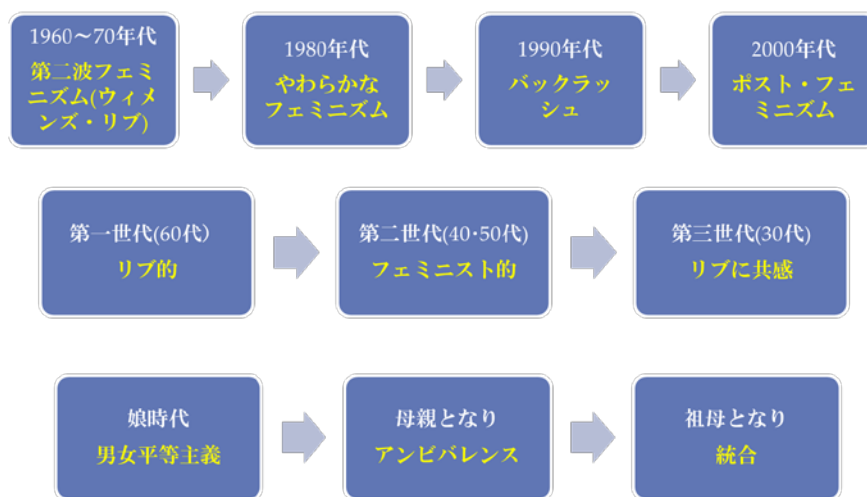 1960～70年代
第二波フェミ
ニズム(ウィメ
ンズ・リブ)
1980年代
やわらかな
フェミニズム
1990年代
バックラッ
シュ
2000年代
ポスト・フェ
ミニズム
第一世代(60代）
リブ的
第二世代(40·50代)
フェミニスト的
第三世代(30代)
リブに共感
娘時代
男女平等主義
母親となり
アンビバレンス
祖母となり
統合